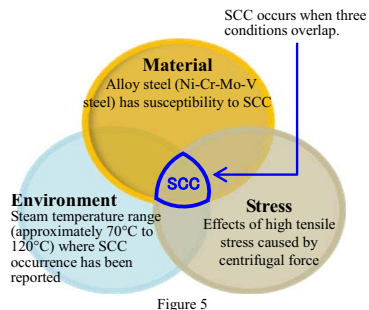 SCC occurs when three
conditions overlap.
Material
Alloy steel (Ni-Cr-Mo-V
steel) has susceptibility to SCC
SCC
Environment
Steam temperature range
(approximately 70°C to
120°C) where SCC
occurrence has been
reported
Stress
Effects of high tensile
stress caused by
centrifugal force
Figure 5